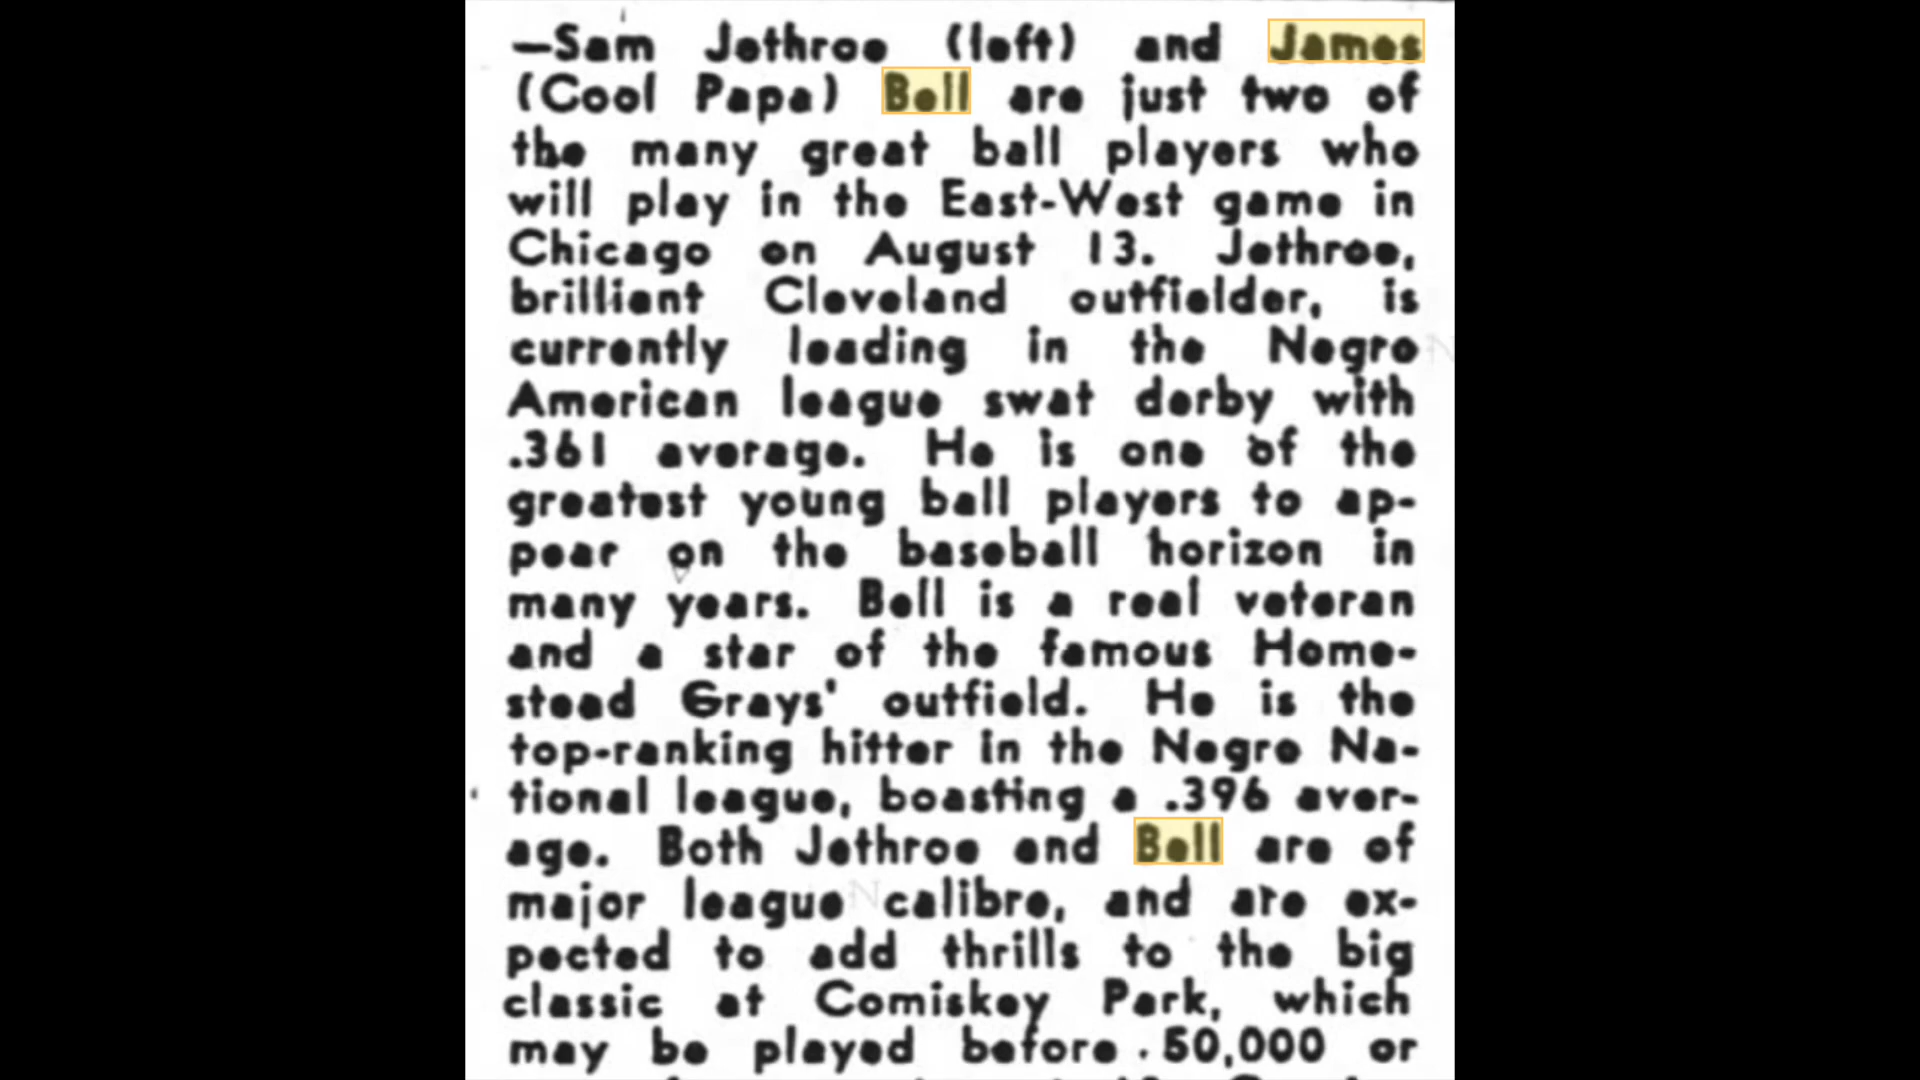 —Sam Jethroe (left) and James
(Cool Papa) Bell are just two of
the many great ball players who
will play in the East-West game in
Chicago on August 13. Jethroe,
brilliant Cleveland outfielder, is
currently leading in the Negro
American league swat derby with
.361 average. He is one of the
greatest young ball players to ap-
pear on the baseball horizon in
many years. Bell is a real veteran
and a star of the famous Home-
stead Grays' outfield. He is the
top-ranking hitter in the Negro Na-
tional league, boasting a .396 aver-
age. Both Jethroe and Bell are of
major league calibre, and are ex-
pected to add thrills to the big
classic at Comiskey Park, which
may be played before 50,000 or